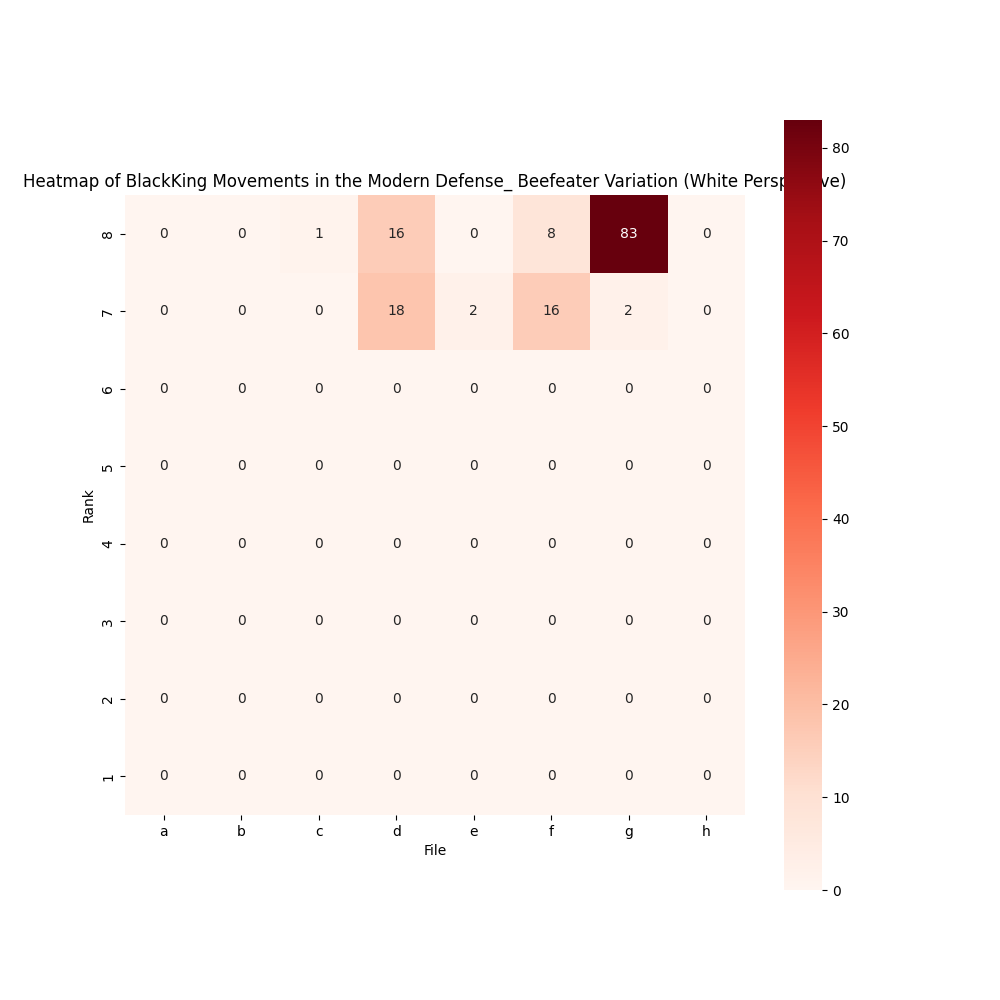 Heatmap of BlackKing Movements in the Modern Defense_ Beefeater Variation (White Perspective)
8 0 0 1 16 0 8 83 0
7 0 0 0 18 2 16 2 0
6 0 0 0 0 0 0 0 0
5 0 0 0 0 0 0 0 0
4 0 0 0 0 0 0 0 0
3 0 0 0 0 0 0 0 0
2 0 0 0 0 0 0 0 0
1 0 0 0 0 0 0 0 0
a b c d e f g h
File
Rank
80
70
60
50
40
30
20
10
0